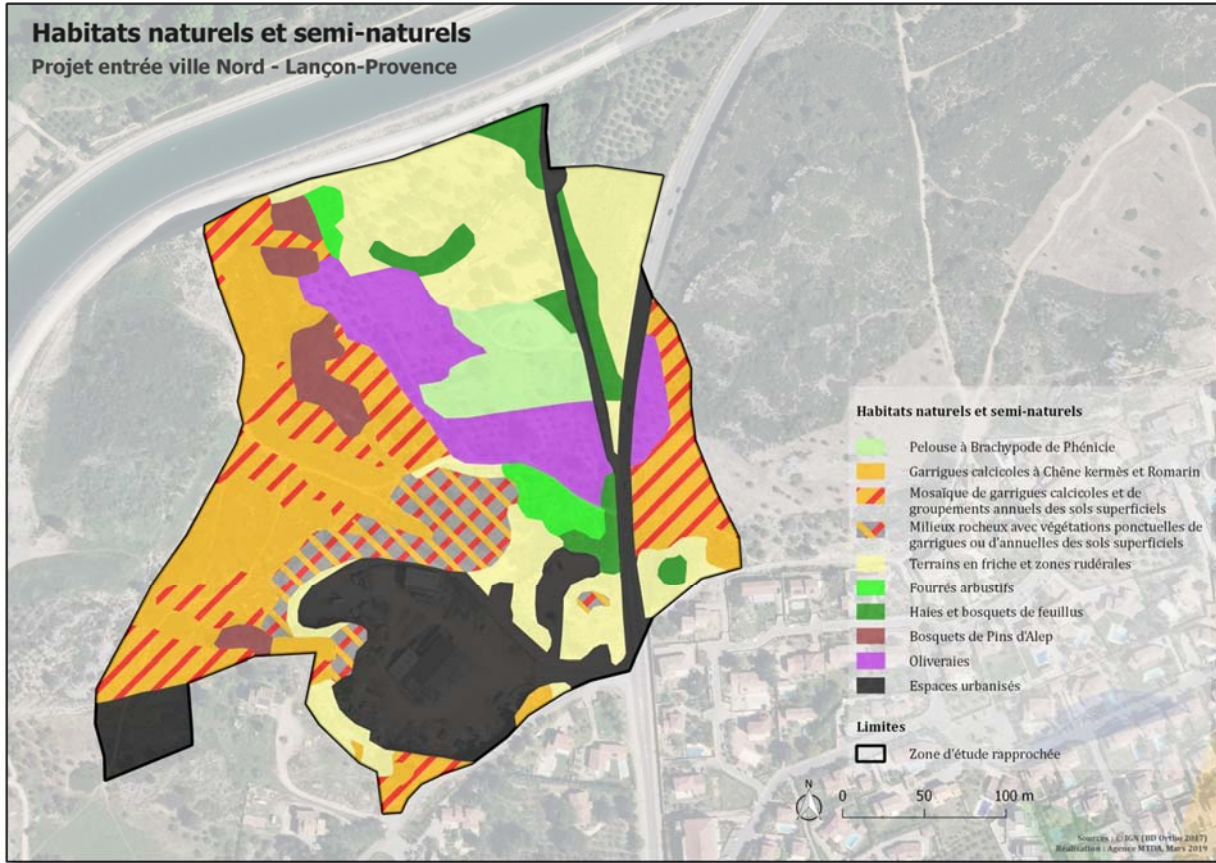 Habitats naturels et semi-naturels
Projet entrée ville Nord - Lançon-Provence
Habitats naturels et semi-naturels
Pelouse à Brachypode de Phénicie
Garrigues calcicoles à Chêne kermès et Romarin
Mosaïque de garrigues calcicoles et de
groupements annuels des sols superficiels
Milieux rocheux avec végétations ponctuelles de
garrigues ou d'annuelles des sols superficiels
Terrains en friche et zones rudérales
Fourrés arbustifs
Haies et bosquets de feuillus
Bosquets de Pins d'Alep
Oliveraies
Espaces urbanisés
Limites
Zone d'étude rapprochée
N
0 50 100 m
Sources : © IGN (BD Ortho 2017)
Réalisation : Agence MTDA, Mars 2019